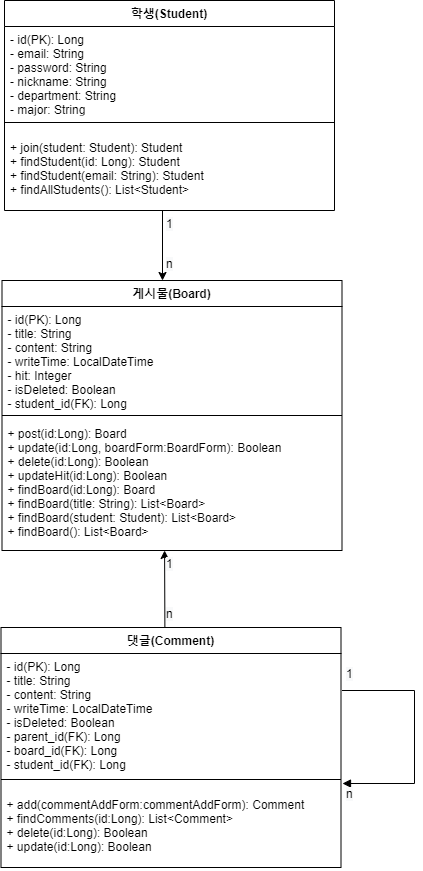 학생(Student)
- id(PK): Long
- email: String
- password: String
- nickname: String
- department: String
- major: String
+ join(student: Student): Student
+ findStudent(id: Long): Student
+ findStudent(email: String): Student
+ findAllStudents(): List<Student>
1
n
게시물(Board)
- id(PK): Long
- title: String
- content: String
- writeTime: LocalDateTime
- hit: Integer
- isDeleted: Boolean
- student_id(FK): Long
+ post(id:Long): Board
+ update(id:Long, boardForm:BoardForm): Boolean
+ delete(id:Long): Boolean
+ updateHit(id:Long): Boolean
+ findBoard(id:Long): Board
+ findBoard(title: String): List<Board>
+ findBoard(student: Student): List<Board>
+ findBoard(): List<Board>
1
n
댓글(Comment)
- id(PK): Long
- title: String
- content: String
- writeTime: LocalDateTime
- isDeleted: Boolean
- parent_id(FK): Long
- board_id(FK): Long
- student_id(FK): Long
1
n
+ add(commentAddForm:commentAddForm): Comment
+ findComments(id:Long): List<Comment>
+ delete(id:Long): Boolean
+ update(id:Long): Boolean